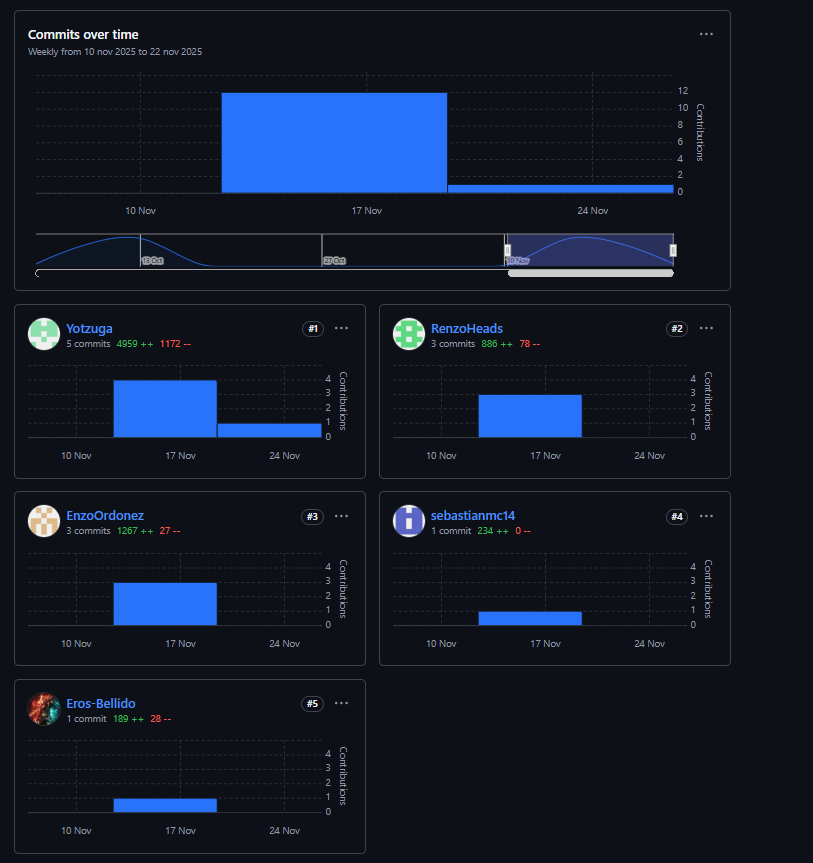 Commits over time
Weekly from 10 nov 2025 to 22 nov 2025
12
10
8
6
4
2
0
Contributions
10 Nov 17 Nov 24 Nov
13 Oct 27 Oct 10 Nov
Yotzuga #1
5 commits 4959 ++ 1172 --
4
3
2
1
0
Contributions
10 Nov 17 Nov 24 Nov
RenzoHeads #2
3 commits 886 ++ 78 --
4
3
2
1
0
Contributions
10 Nov 17 Nov 24 Nov
EnzoOrdonez #3
3 commits 1267 ++ 27 --
4
3
2
1
0
Contributions
10 Nov 17 Nov 24 Nov
sebastianmc14 #4
1 commit 234 ++ 0 --
4
3
2
1
0
Contributions
10 Nov 17 Nov 24 Nov
Eros-Bellido #5
1 commit 189 ++ 28 --
4
3
2
1
0
Contributions
10 Nov 17 Nov 24 Nov